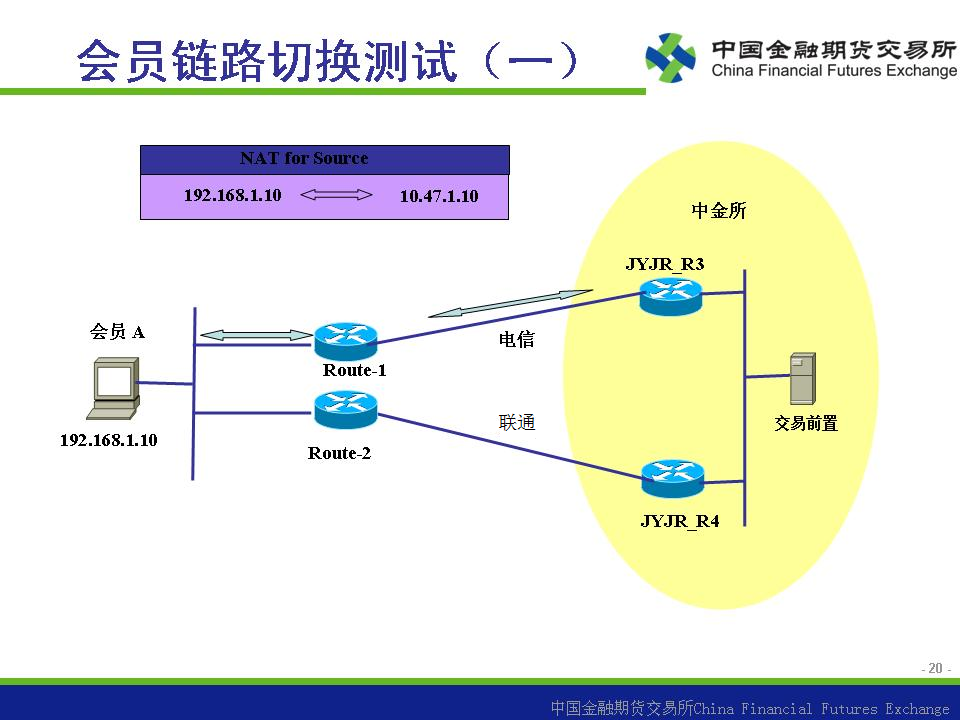 会员链路切换测试（一）
中国金融期货交易所
China Financial Futures Exchange
NAT for Source
192.168.1.10
10.47.1.10
中金所
JYJR_R3
会员 A
电信
Route-1
联通
交易前置
192.168.1.10
Route-2
JYJR_R4
- 20 -
中国金融期货交易所China Financial Futures Exchange